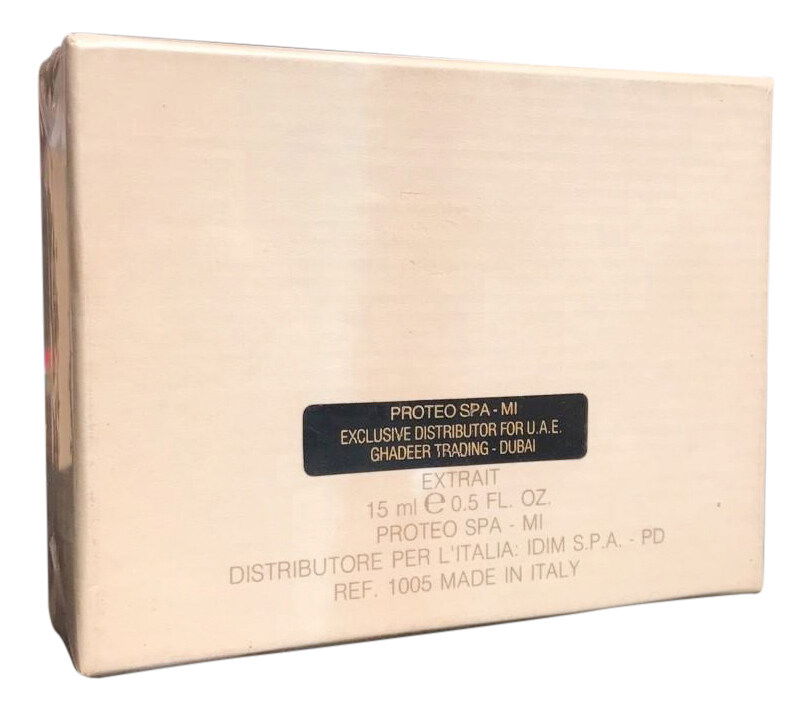 PROTEO SPA - MI
EXCLUSIVE DISTRIBUTOR FOR U.A.E.
GHADEER TRADING - DUBAI
EXTRAIT
15 ml ℮ 0.5 FL. OZ.
PROTEO SPA - MI
DISTRIBUTORE PER L'ITALIA: IDIM S.P.A. - PD
REF. 1005 MADE IN ITALY